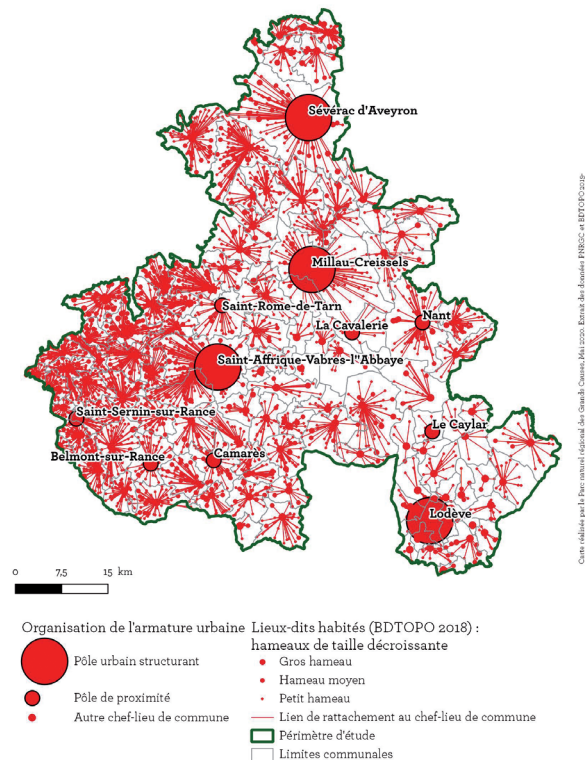 Sévérac d'Aveyron
Millau-Creissels
Saint-Rome-de-Tarn
La Cavalerie
Nant
Saint-Affrique-Vabres-l"Abbaye
Saint-Sernin-sur-Rance
Le Caylar
Belmont-sur-Rance
Camarès
Lodève
0 7,5 15 km
Organisation de l'armature urbaine
Pôle urbain structurant
Pôle de proximité
Autre chef-lieu de commune
Lieux-dits habités (BDTOPO 2018) :
hameaux de taille décroissante
Gros hameau
Hameau moyen
Petit hameau
Lien de rattachement au chef-lieu de commune
Périmètre d'étude
Limites communales
Carte réalisée par le Parc naturel régional des Grands Causses, Mai 2020. Extrait des données PNRGC et BDTOPO 2019-